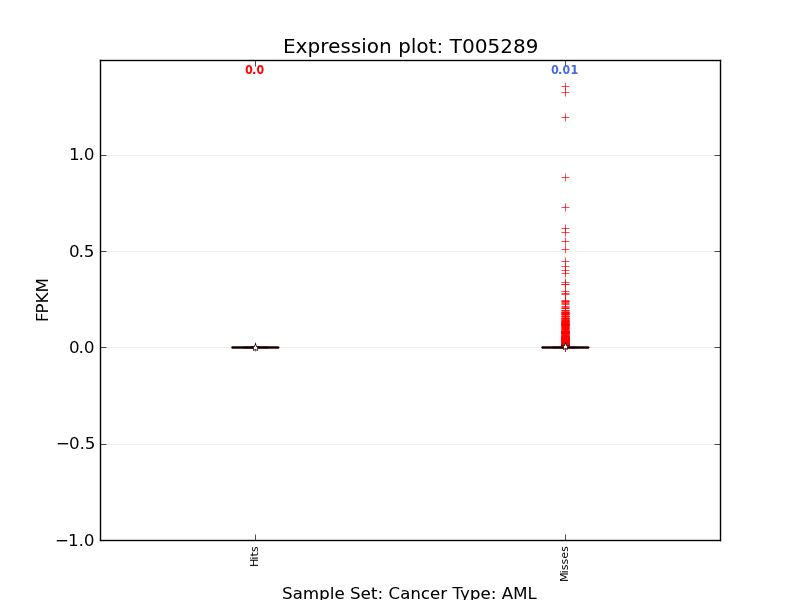 Expression plot: T005289
0.0
0.01
1.0
0.5
0.0
−0.5
−1.0
FPKM
Hits
Misses
Sample Set: Cancer Type: AML